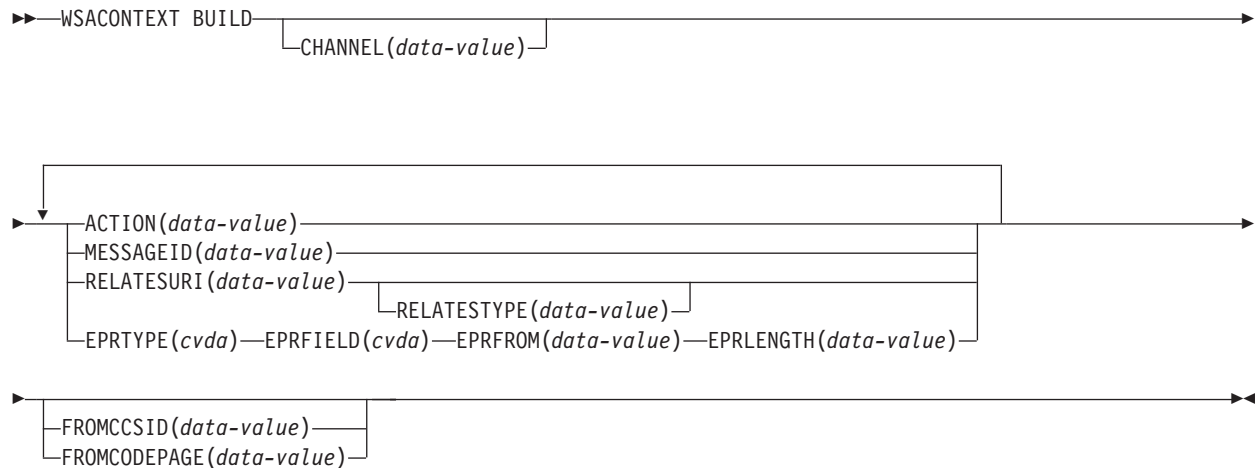 WSACONTEXT BUILD
CHANNEL(data-value)
ACTION(data-value)
MESSAGEID(data-value)
RELATESURI(data-value)
RELATESTYPE(data-value)
EPRTYPE(cvda) EPRFIELD(cvda) EPRFROM(data-value) EPRLENGTH(data-value)
FROMCCSID(data-value)
FROMCODEPAGE(data-value)